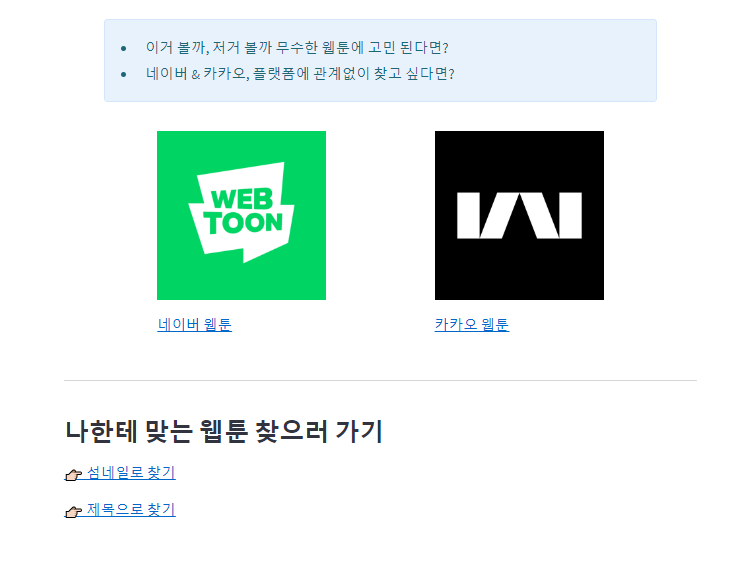 이거 볼까, 저거 볼까 무수한 웹툰에 고민 된다면?
네이버 & 카카오, 플랫폼에 관계없이 찾고 싶다면?
WEB
TOON
네이버 웹툰
카카오 웹툰
나한테 맞는 웹툰 찾으러 가기
👉🏻 섬네일로 찾기
👉🏻 제목으로 찾기